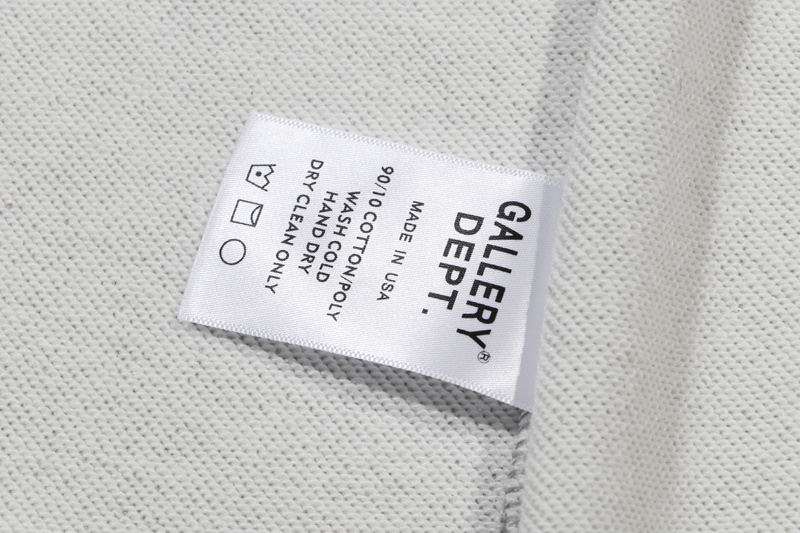 GALLERY
DEPT.®
MADE IN USA
90/10 COTTON/POLY
WASH COLD
HAND DRY
DRY CLEAN ONLY